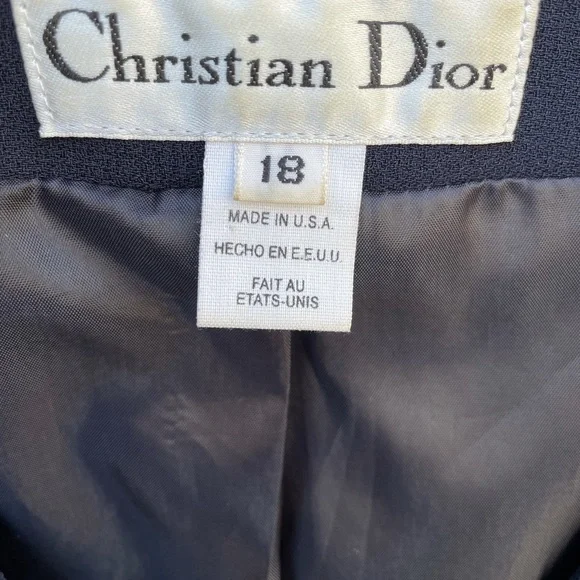 Christian Dior
18
MADE IN U.S.A.
HECHO EN E.E.U.U.
FAIT AU
ETATS-UNIS